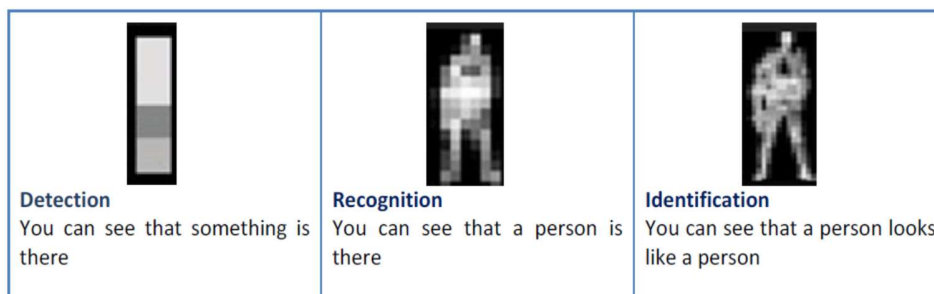 Detection
You can see that something is
there
Recognition
You can see that a person is
there
Identification
You can see that a person looks
like a person